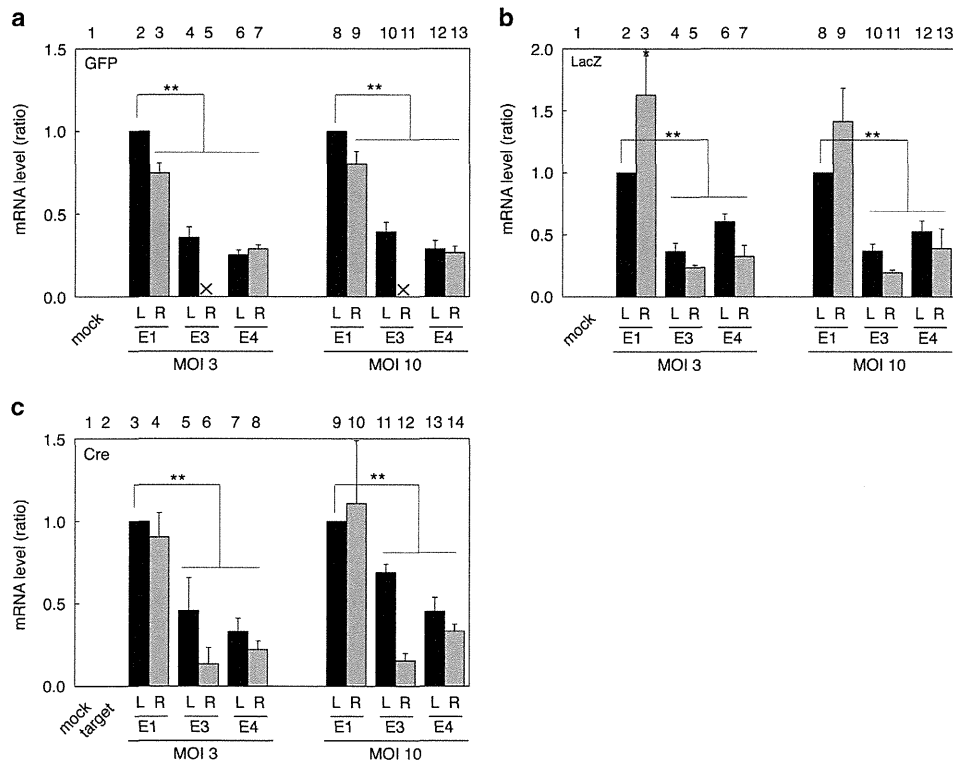 a
1 2 3 4 5 6 7 8 9 10 11 12 13
1.5
GFP
**
**
1.0
mRNA level (ratio)
0.5
×
×
0.0
mock
L R L R L R L R L R L R
E1 E3 E4 E1 E3 E4
MOI 3 MOI 10
b
1 2 3 4 5 6 7 8 9 10 11 12 13
2.0
LacZ
*
1.5
**
**
mRNA level (ratio)
1.0
0.5
0.0
mock
L R L R L R L R L R L R
E1 E3 E4 E1 E3 E4
MOI 3 MOI 10
c
1 2 3 4 5 6 7 8 9 10 11 12 13 14
1.5
Cre
**
**
1.0
mRNA level (ratio)
0.5
0.0
mock
target
L R L R L R L R L R L R
E1 E3 E4 E1 E3 E4
MOI 3 MOI 10